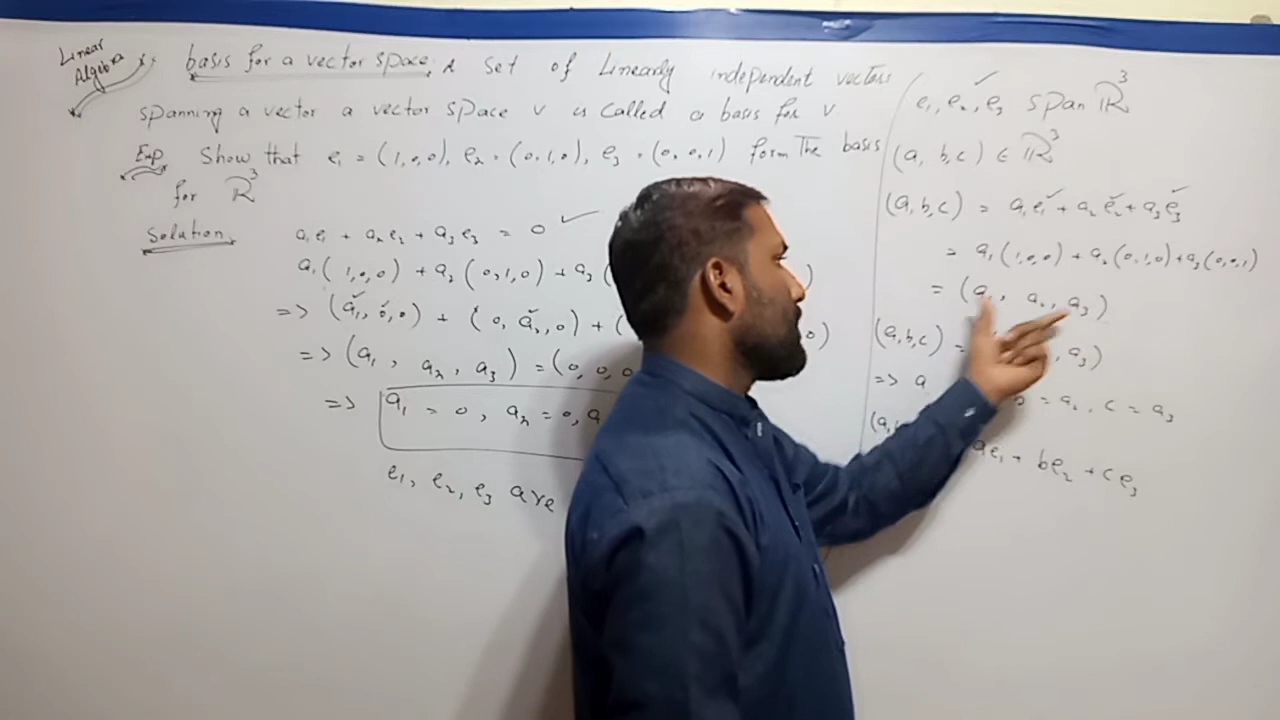 Linear
Algebra
basis for a vector space. A set of Linearly independent vectors
spanning a vector a vector space V is called a basis for V
Exp Show that e₁ = (1,0,0), e₂ = (0,1,0), e₃ = (0,0,1) form The basis
for ℝ³
Solution.
a₁e₁ + a₂e₂ + a₃e₃ = 0 ✓
a₁(1,0,0) + a₂(0,1,0) + a₃( )
=> (a₁, 0,0) + (0, a₂,0) + ( 0)
=> (a₁, a₂, a₃) = (0, 0, 0
=> a₁ = 0, a₂ = 0, a
e₁, e₂, e₃ are
e₁, e₂, e₃ span ℝ³
(a, b, c) ∈ ℝ³
(a, b, c) = a₁e₁ + a₂e₂ + a₃e₃
= a₁(1,0,0) + a₂(0,1,0) + a₃(0,0,1)
= (a₁, a₂, a₃)
(a,b,c) = , a₃)
=> a = a₂, c = a₃
(a, ae₁ + be₂ + ce₃